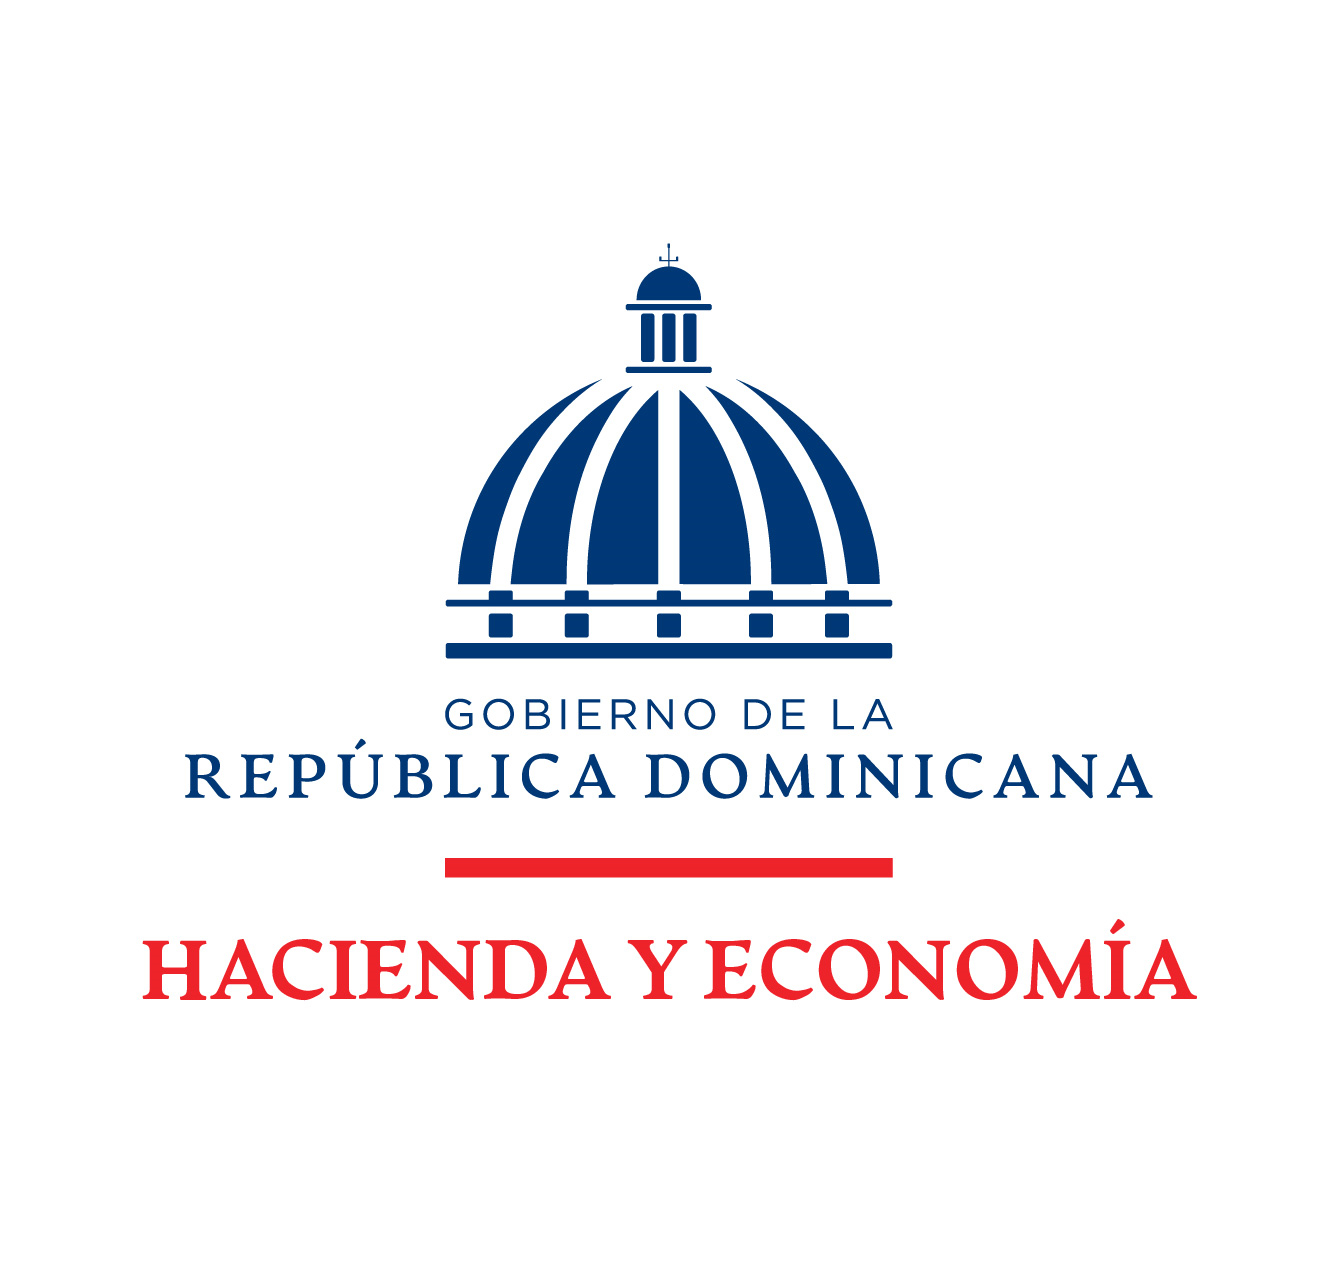 GOBIERNO DE LA
REPÚBLICA DOMINICANA
HACIENDA Y ECONOMÍA